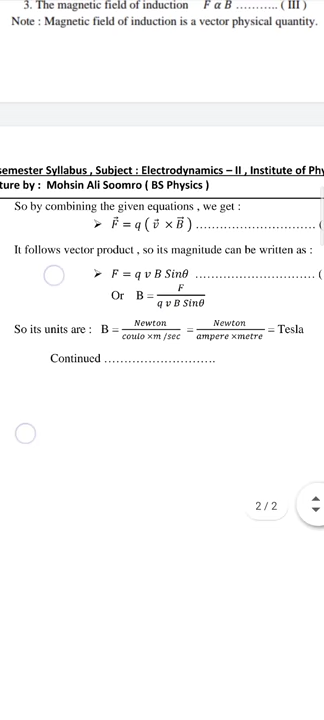 3. The magnetic field of induction F α B ........... ( III )
Note : Magnetic field of induction is a vector physical quantity.
semester Syllabus , Subject : Electrodynamics – II , Institute of Phy
ture by : Mohsin Ali Soomro ( BS Physics )
So by combining the given equations , we get :
➢ F⃗ = q ( v⃗ × B⃗ ) .............................. (
It follows vector product , so its magnitude can be written as :
➢ F = q v B Sinθ .............................. (
Or B = F / q v B Sinθ
So its units are : B = Newton / coulo ×m /sec = Newton / ampere ×metre = Tesla
Continued ............................
2 / 2